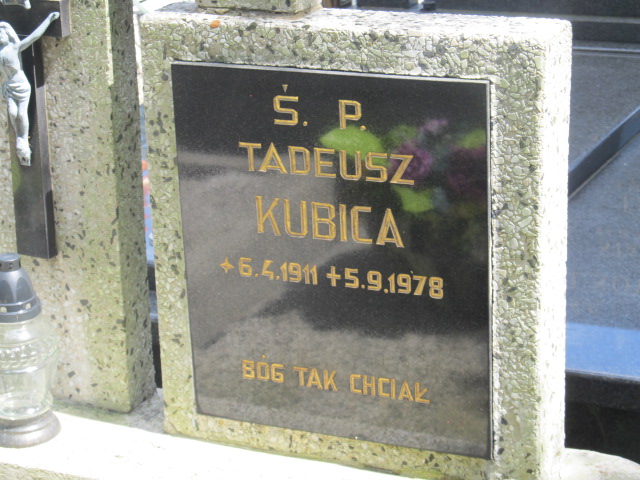 Ś. P.
TADEUSZ
KUBICA
+6.4.1911 +5.9.1978
BÓG TAK CHCIAŁ